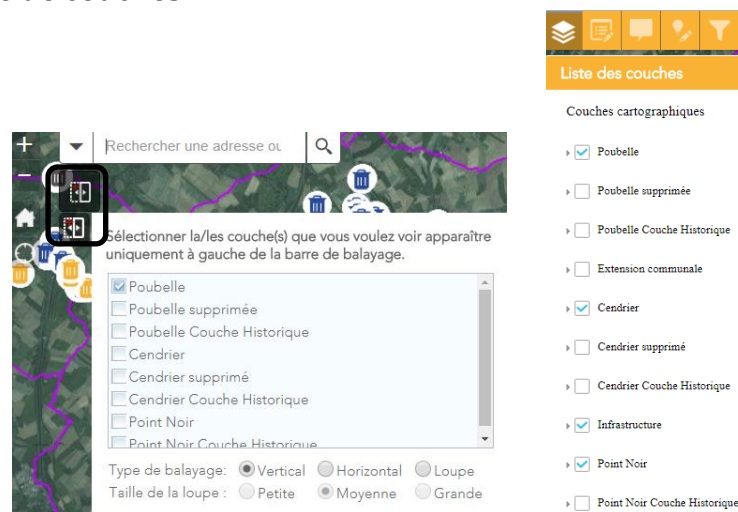 Rechercher une adresse ou
Sélectionner la/les couche(s) que vous voulez voir apparaître
uniquement à gauche de la barre de balayage.
Poubelle
Poubelle supprimée
Poubelle Couche Historique
Cendrier
Cendrier supprimé
Cendrier Couche Historique
Point Noir
Point Noir Couche Historique
Type de balayage: Vertical Horizontal Loupe
Taille de la loupe : Petite Moyenne Grande
Liste des couches
Couches cartographiques
Poubelle
Poubelle supprimée
Poubelle Couche Historique
Extension communale
Cendrier
Cendrier supprimé
Cendrier Couche Historique
Infrastructure
Point Noir
Point Noir Couche Historique